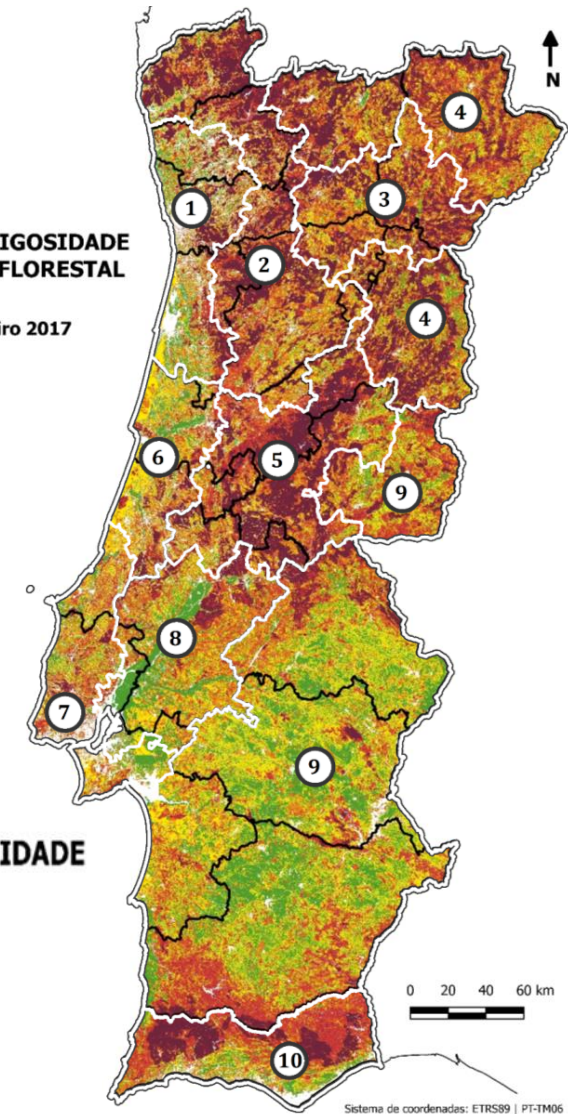 N
4
1
3
IGOSIDADE
FLORESTAL
2
iro 2017
4
6
5
9
8
7
9
IDADE
0 20 40 60 km
10
Sistema de coordenadas: ETRS89 | PT-TM06